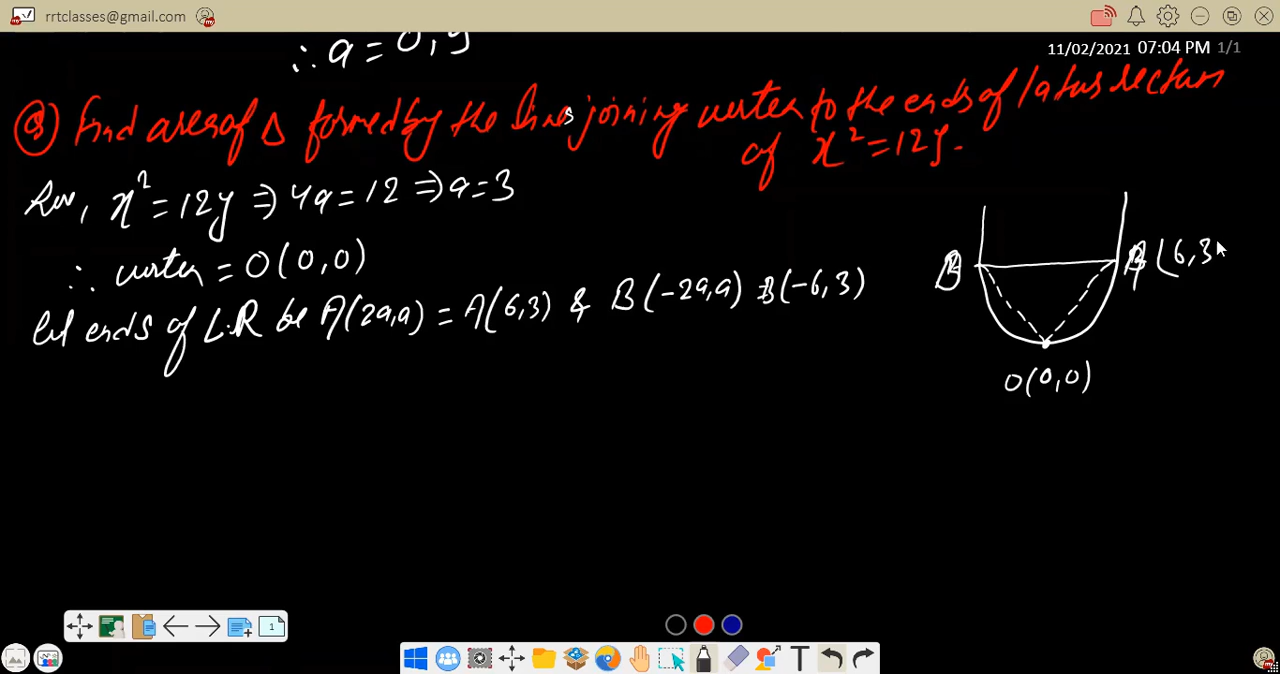 rrtclasses@gmail.com
11/02/2021 07:04 PM 1/1
∴ a = 0, 4
Q) Find area of Δ formed by the lines joining vertex to the ends of latus rectum
of x² = 12y.
x² = 12y ⇒ 4a = 12 ⇒ a = 3
∴ vertex = O(0,0)
let ends of L.R be A(2a,a) = A(6,3) & B(-2a,a) B(-6,3)
B
(6,3
O(0,0)
1